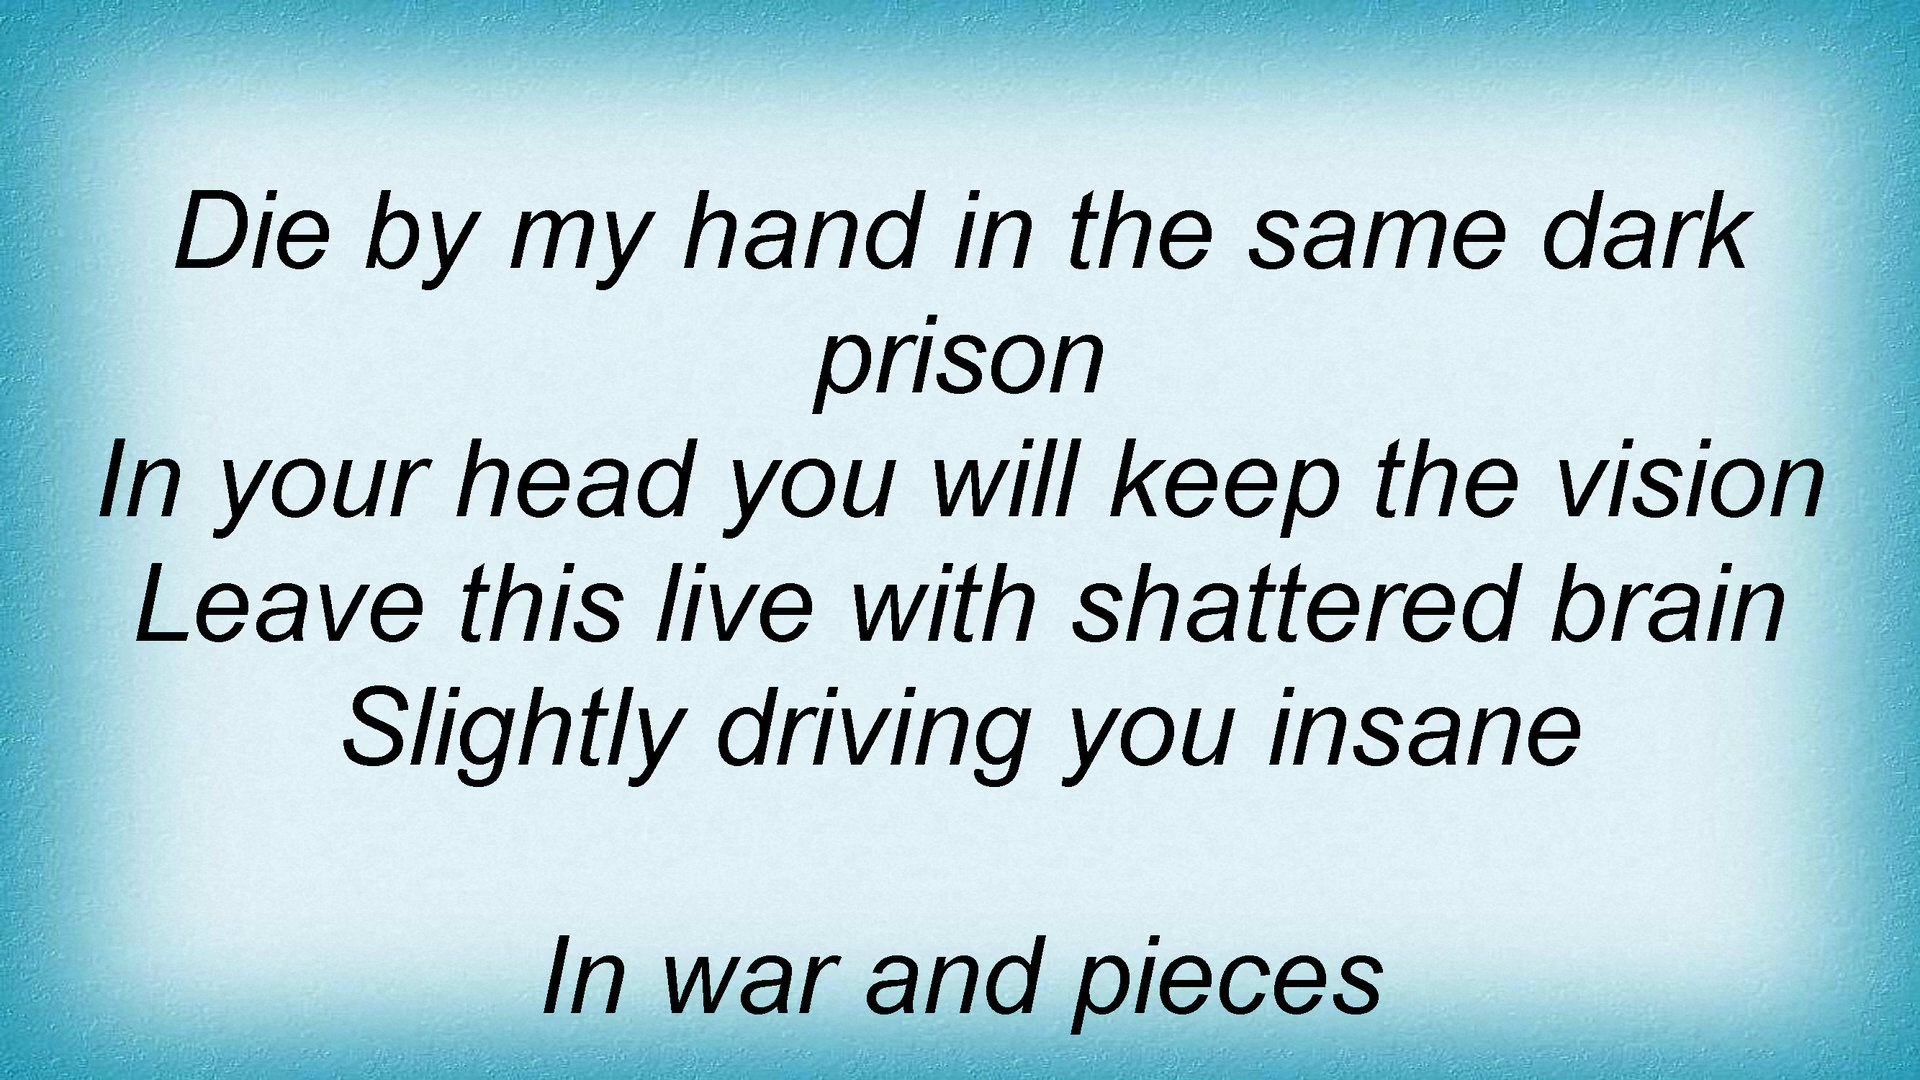 Die by my hand in the same dark
prison
In your head you will keep the vision
Leave this live with shattered brain
Slightly driving you insane
In war and pieces